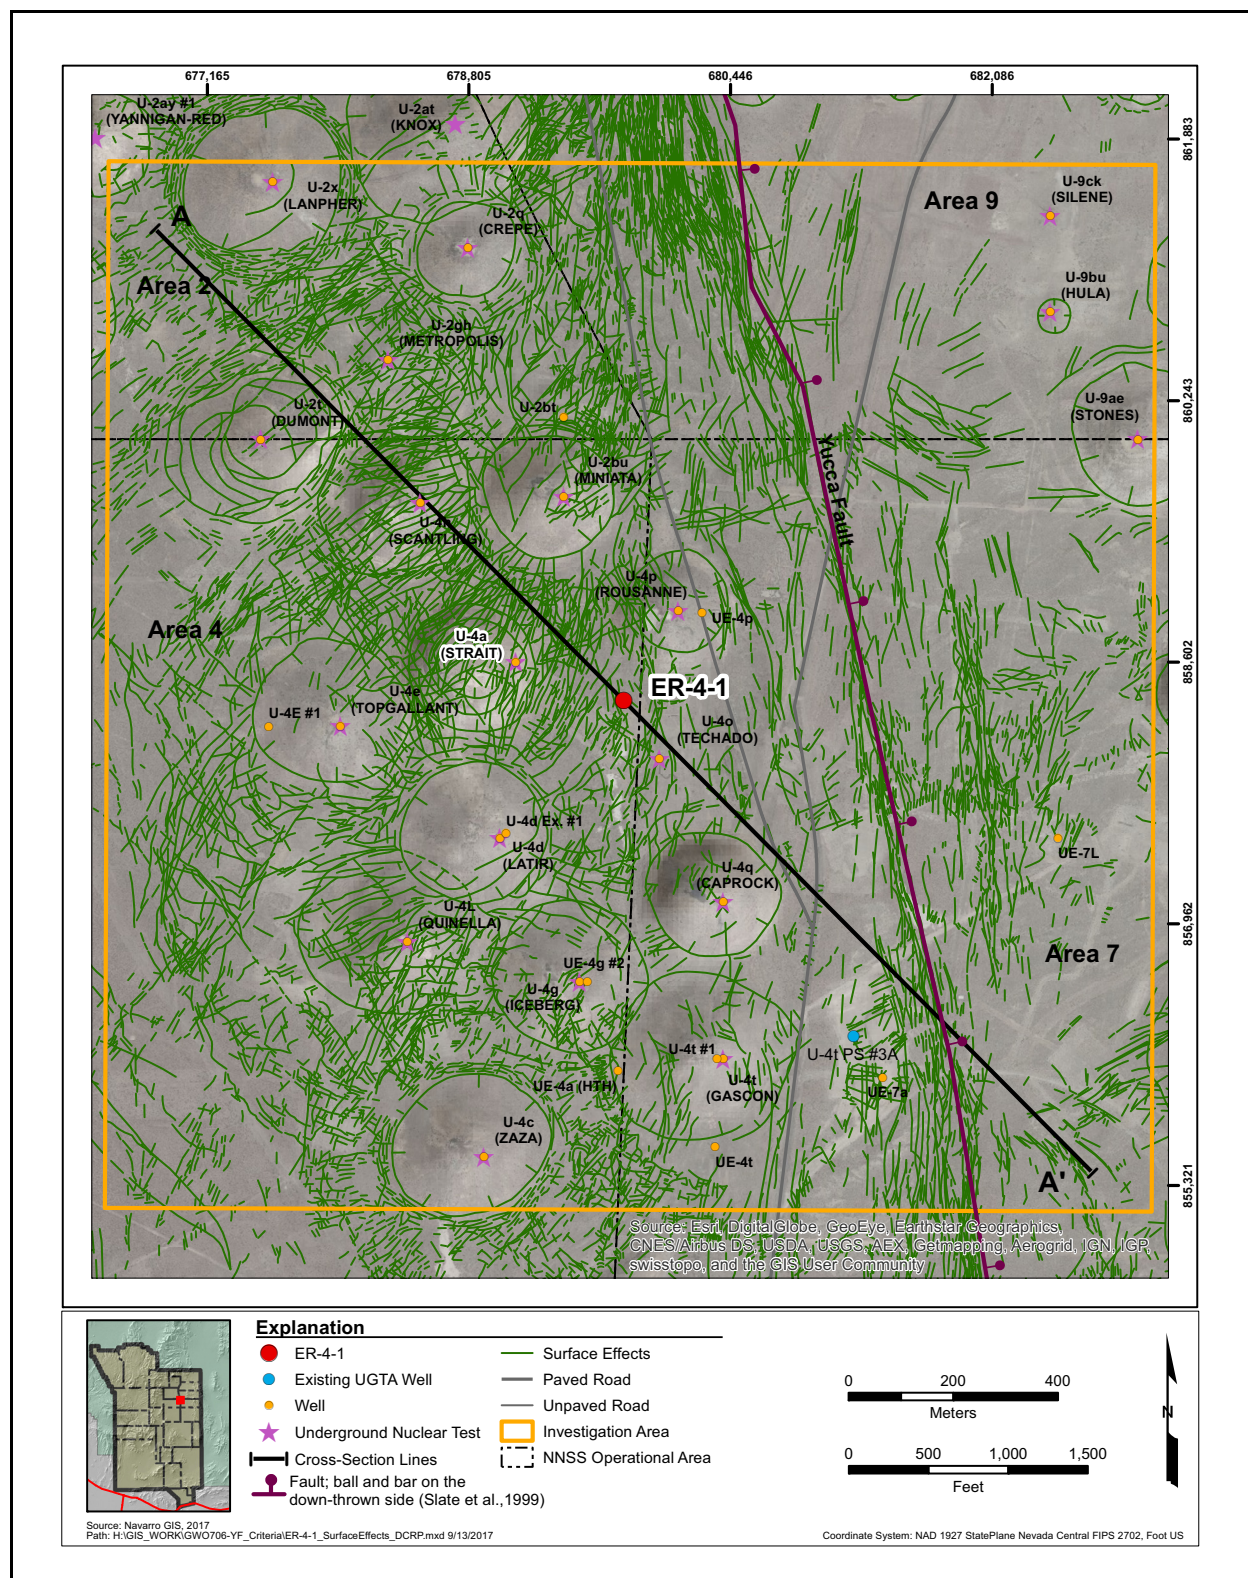 677,165
678,805
680,446
682,086
861,883
860,243
858,602
856,962
855,321
U-2ay #1
(YANNIGAN-RED)
U-2at
(KNOX)
U-2x
(LANPHER)
A
U-2q
(CREPE)
Area 9
U-9ck
(SILENE)
Area 2
U-9bu
(HULA)
U-2gh
(METROPOLIS)
U-2t
(DUMONT)
U-2bt
U-9ae
(STONES)
U-2bu
(MINIATA)
Yucca Fault
U-4h
(SCANTLING)
U-4p
(ROUSANNE)
UE-4p
Area 4
U-4a
(STRAIT)
ER-4-1
U-4e
(TOPGALLANT)
U-4E #1
U-4o
(TECHADO)
U-4d Ex. #1
U-4d
(LATIR)
UE-7L
U-4q
(CAPROCK)
U-4L
(QUINELLA)
Area 7
UE-4g #2
U-4g
(ICEBERG)
U-4t #1
U-4t PS #3A
UE-4a (HTH)
U-4t
(GASCON)
UE-7a
U-4c
(ZAZA)
UE-4t
A'
Source: Esri, DigitalGlobe, GeoEye, Earthstar Geographics,
CNES/Airbus DS, USDA, USGS, AEX, Getmapping, Aerogrid, IGN, IGP,
swisstopo, and the GIS User Community
Explanation
ER-4-1
Existing UGTA Well
Well
Underground Nuclear Test
Cross-Section Lines
Fault; ball and bar on the
down-thrown side (Slate et al.,1999)
Surface Effects
Paved Road
Unpaved Road
Investigation Area
NNSS Operational Area
0 200 400
Meters
0 500 1,000 1,500
Feet
N
Source: Navarro GIS, 2017
Path: H:\GIS_WORK\GWO706-YF_Criteria\ER-4-1_SurfaceEffects_DCRP.mxd 9/13/2017
Coordinate System: NAD 1927 StatePlane Nevada Central FIPS 2702, Foot US